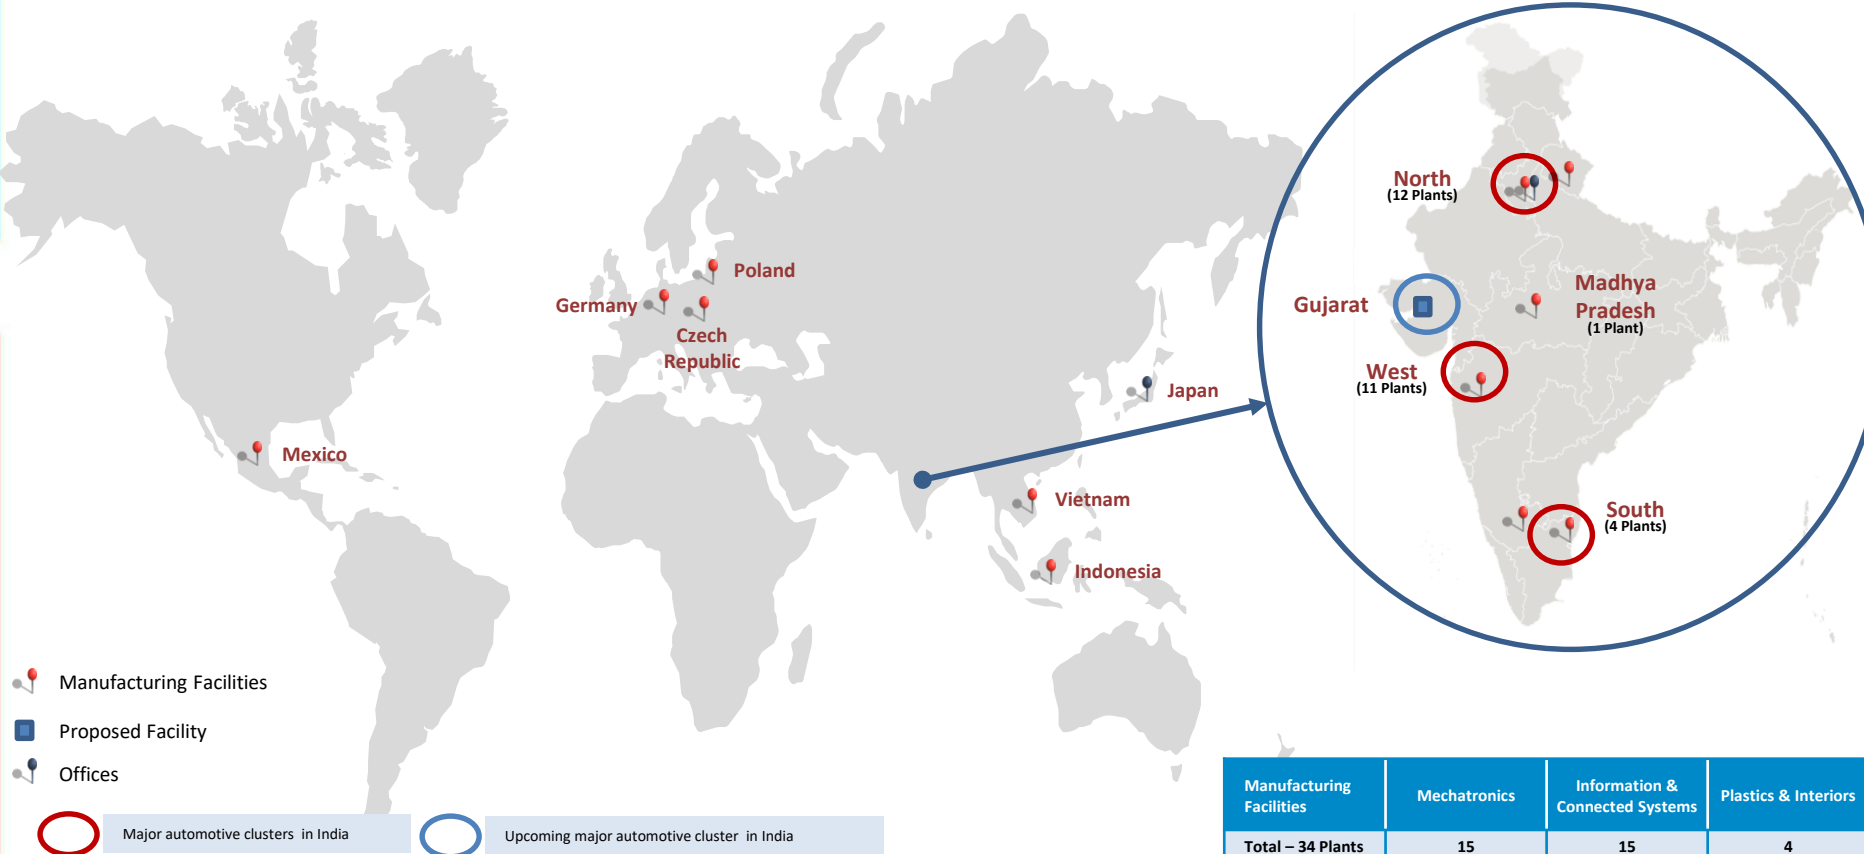 Poland
Germany
Czech
Republic
Japan
Mexico
Vietnam
Indonesia
North
(12 Plants)
Gujarat
Madhya
Pradesh
(1 Plant)
West
(11 Plants)
South
(4 Plants)
Manufacturing Facilities
Proposed Facility
Offices
Major automotive clusters in India
Upcoming major automotive cluster in India
Manufacturing
Facilities
Mechatronics
Information &
Connected Systems
Plastics & Interiors
Total – 34 Plants 15 15 4